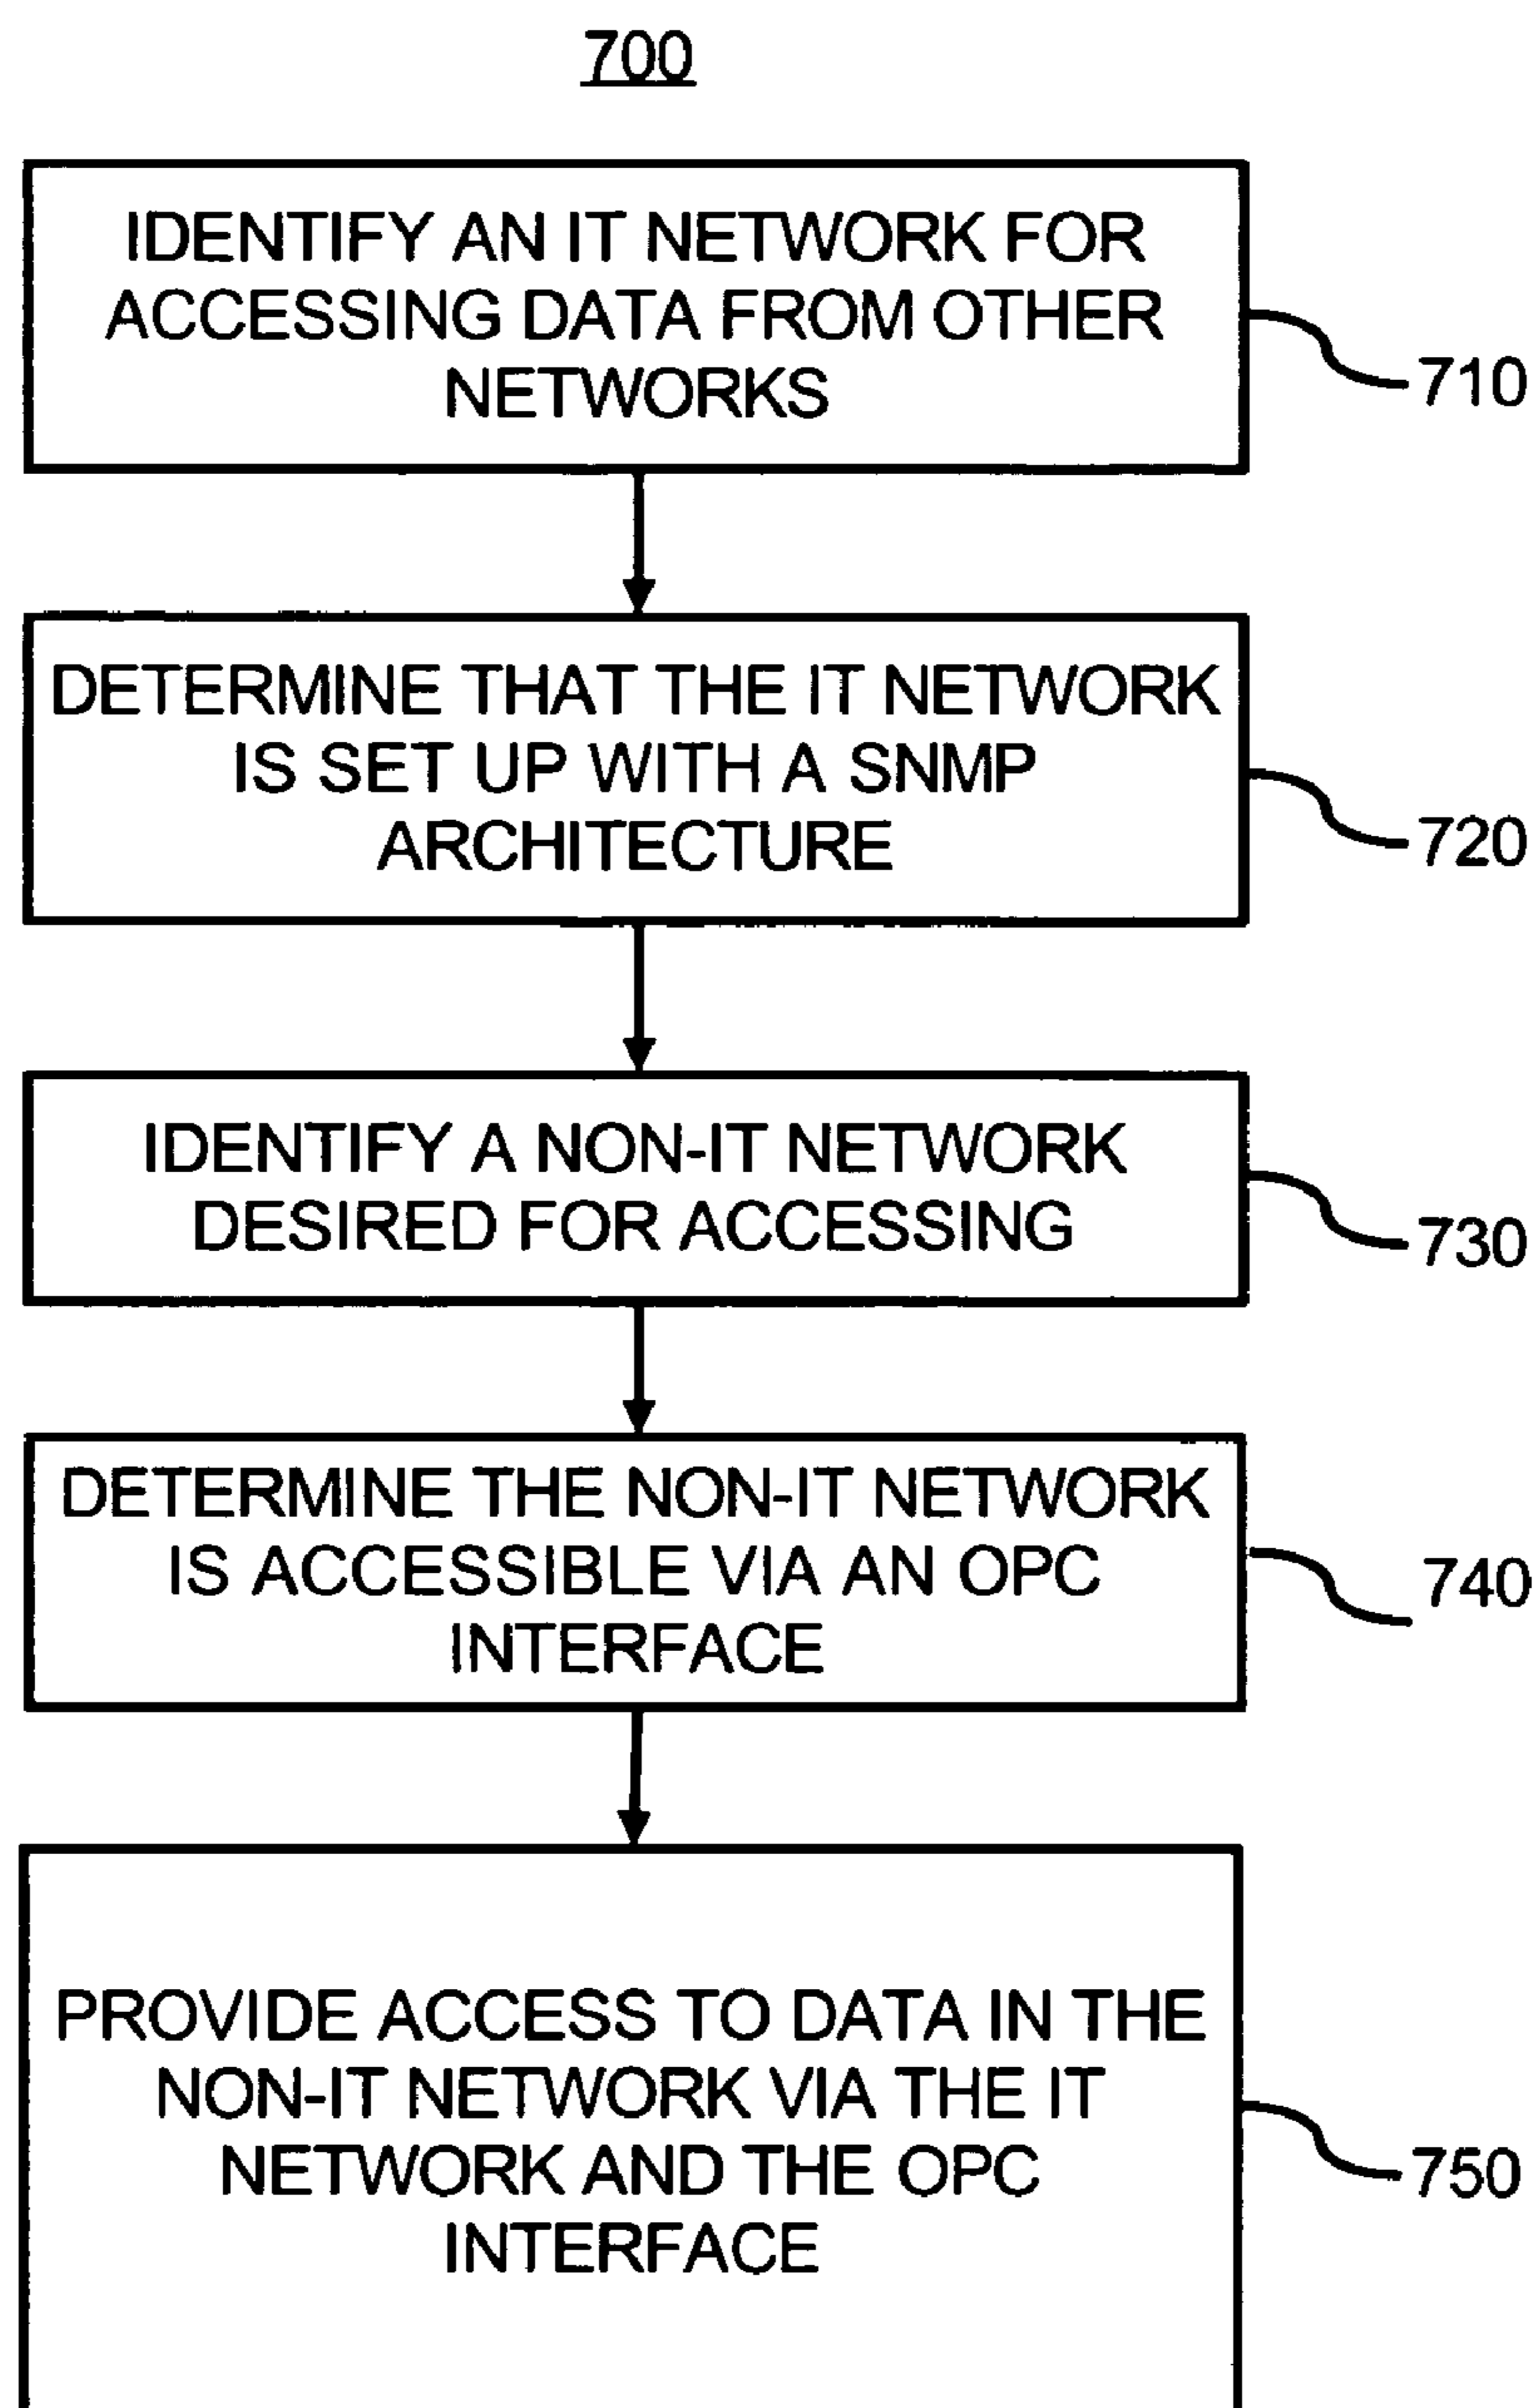 700
IDENTIFY AN IT NETWORK FOR
ACCESSING DATA FROM OTHER
NETWORKS
710
DETERMINE THAT THE IT NETWORK
IS SET UP WITH A SNMP
ARCHITECTURE
720
IDENTIFY A NON-IT NETWORK
DESIRED FOR ACCESSING
730
DETERMINE THE NON-IT NETWORK
IS ACCESSIBLE VIA AN OPC
INTERFACE
740
PROVIDE ACCESS TO DATA IN THE
NON-IT NETWORK VIA THE IT
NETWORK AND THE OPC
INTERFACE
750